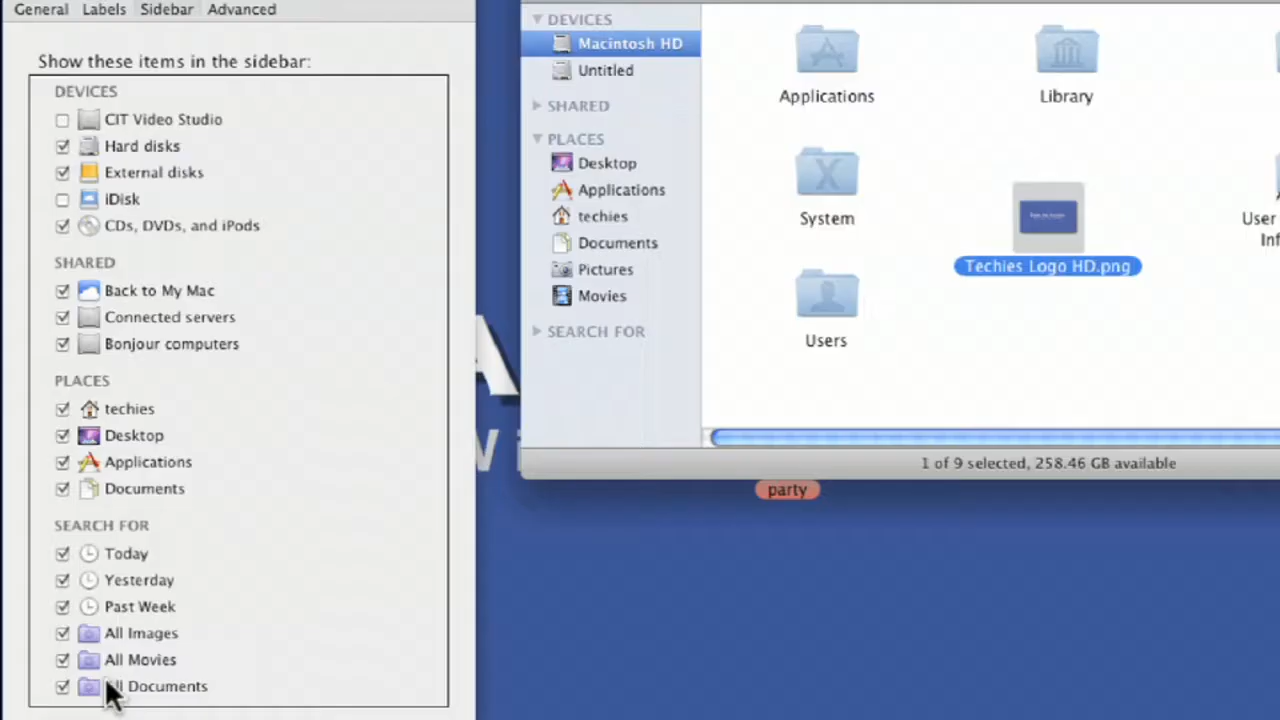 General Labels Sidebar Advanced
Show these items in the sidebar:
DEVICES
CIT Video Studio
Hard disks
External disks
iDisk
CDs, DVDs, and iPods
SHARED
Back to My Mac
Connected servers
Bonjour computers
PLACES
techies
Desktop
Applications
Documents
SEARCH FOR
Today
Yesterday
Past Week
All Images
All Movies
All Documents
DEVICES
Macintosh HD
Untitled
SHARED
PLACES
Desktop
Applications
techies
Documents
Pictures
Movies
SEARCH FOR
Applications
Library
System
Techies Logo HD.png
User
Users
1 of 9 selected, 258.46 GB available
party